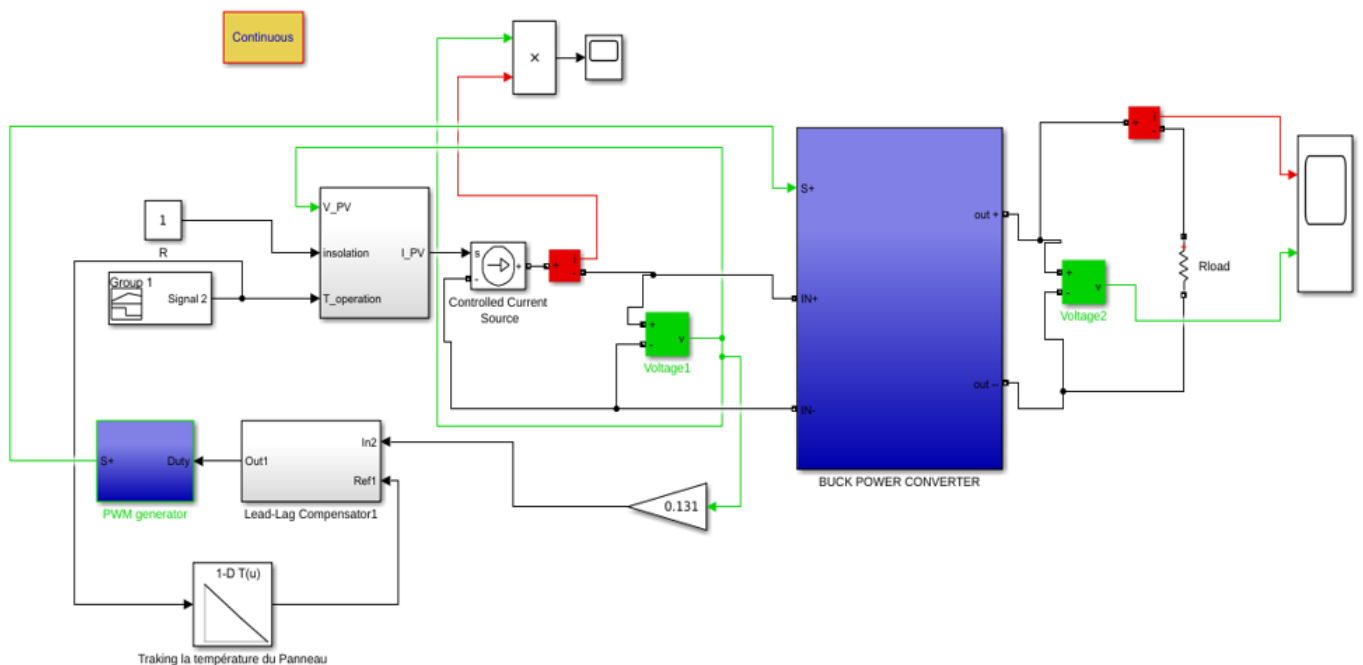 Continuous
×
S+
V_PV
1
R
insolation
I_PV
T_operation
Group 1
Signal 2
s
+
-
Controlled Current
Source
+
i
-
+
-
v
Voltage1
IN+
IN-
out +
out –
BUCK POWER CONVERTER
+
i
-
+
-
v
Voltage2
+
Rload
S+
Duty
PWM generator
Out1
In2
Ref1
Lead-Lag Compensator1
0.131
1-D T(u)
Traking la température du Panneau